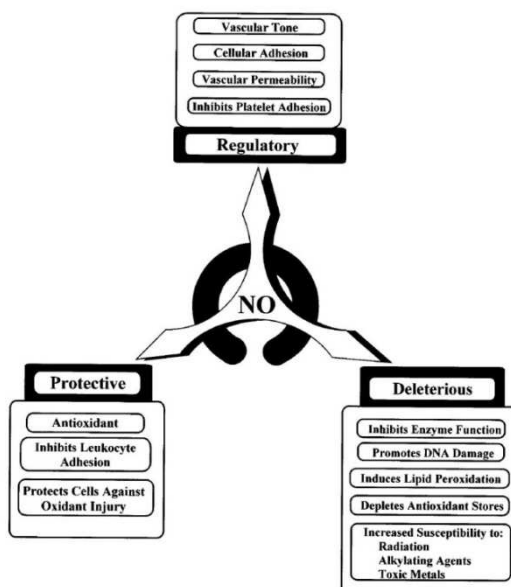 Vascular Tone
Cellular Adhesion
Vascular Permeability
Inhibits Platelet Adhesion
Regulatory
NO
Protective
Antioxidant
Inhibits Leukocyte
Adhesion
Protects Cells Against
Oxidant Injury
Deleterious
Inhibits Enzyme Function
Promotes DNA Damage
Induces Lipid Peroxidation
Depletes Antioxidant Stores
Increased Susceptibility to:
Radiation
Alkylating Agents
Toxic Metals